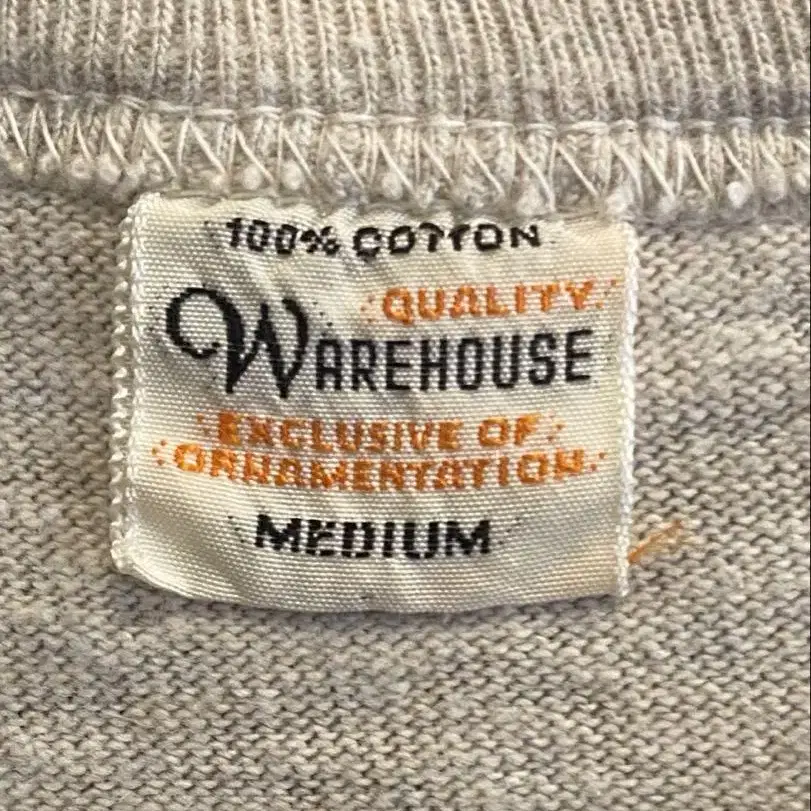 100% COTTON
QUALITY
WAREHOUSE
EXCLUSIVE OF
ORNAMENTATION
MEDIUM